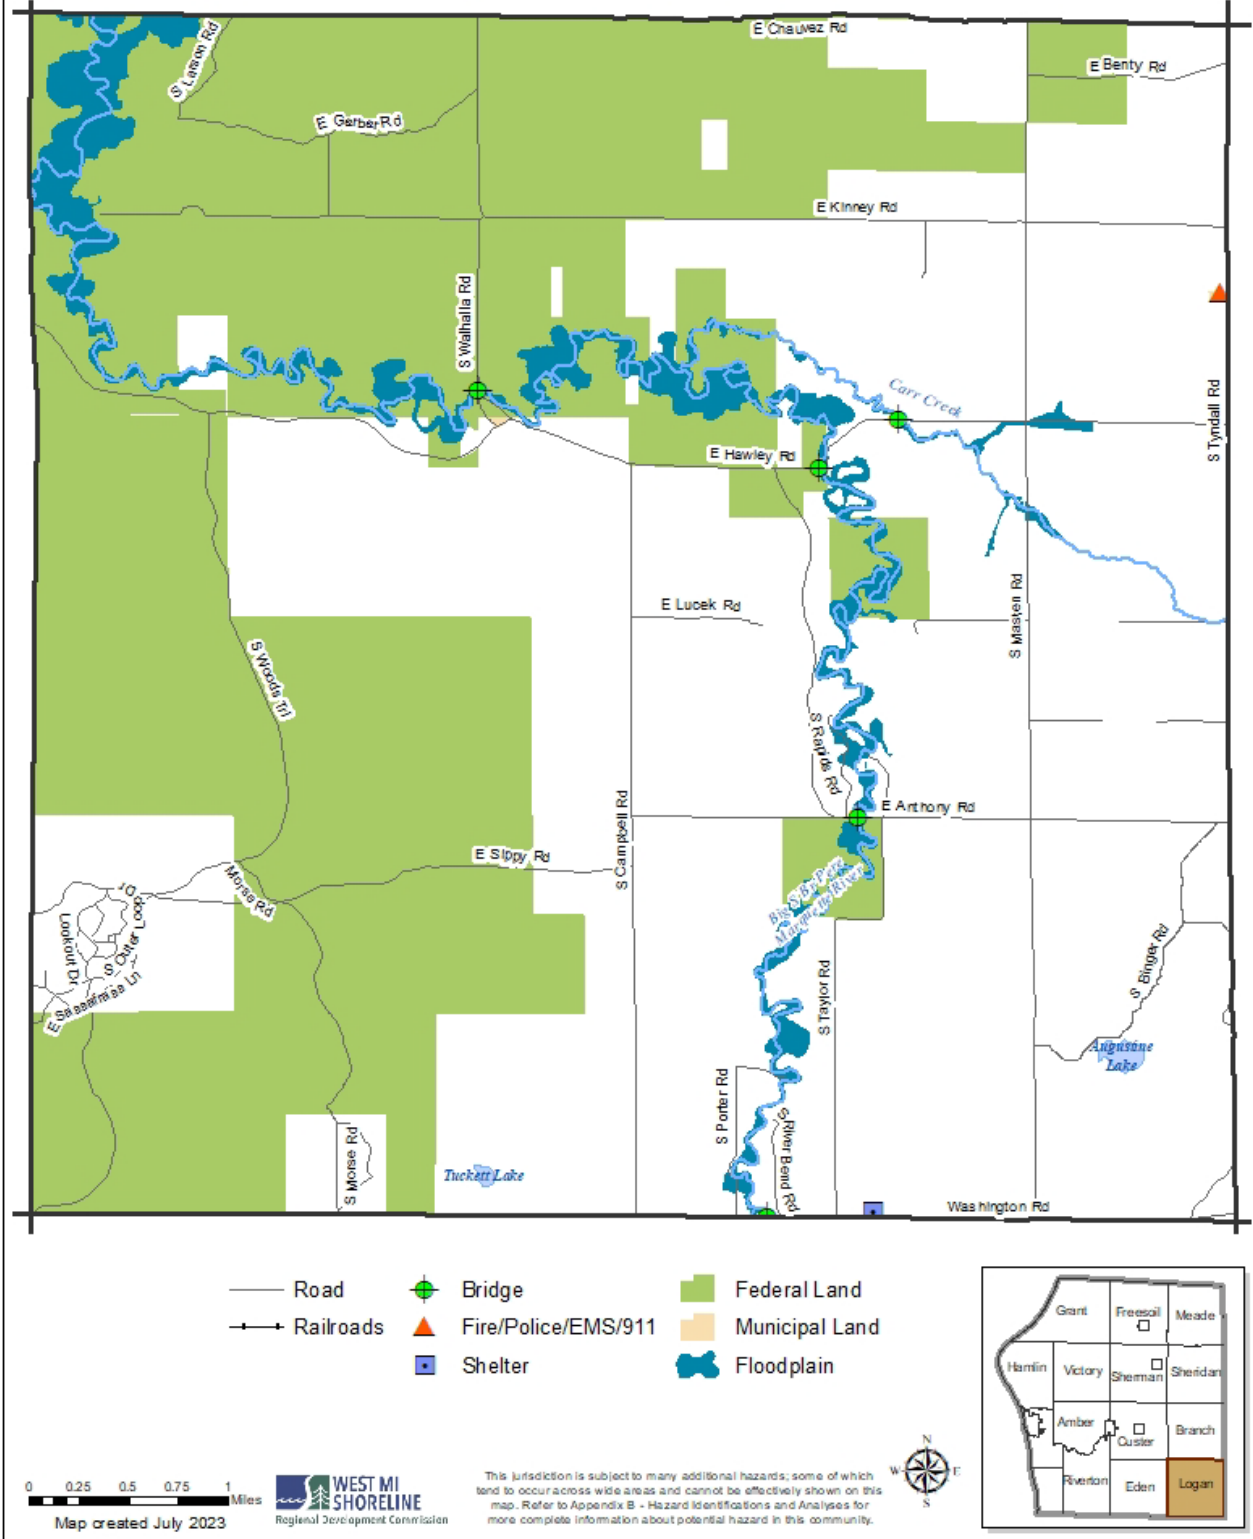 E Chauvez Rd
S Larson Rd
E Benty Rd
E Gerber Rd
E Kinney Rd
S Walhalla Rd
Carr Creek
S Tyndall Rd
E Hawley Rd
E Lucek Rd
S Masten Rd
S Woods Trl
S Rapids Rd
E Anthony Rd
S Campbell Rd
E Sippy Rd
Morse Rd
Big S Br Pere
Marquette River
Lookout Dr
S Outer Loop
E Sassafrass Ln
S Taylor Rd
S Binger Rd
Augustine
Lake
S Porter Rd
S River Bend Rd
S Morse Rd
Tuckett Lake
Washington Rd
Road
Railroads
Bridge
Fire/Police/EMS/911
Shelter
Federal Land
Municipal Land
Floodplain
Grant
Freesoil
Meade
Hamlin
Victory
Sherman
Sheridan
Amber
Custer
Branch
Riverton
Eden
Logan
0 0.25 0.5 0.75 1
Miles
Map created July 2023
WEST MI
SHORELINE
Regional Development Commission
This jurisdiction is subject to many additional hazards; some of which
tend to occur across wide areas and cannot be effectively shown on this
map. Refer to Appendix B - Hazard Identifications and Analyses for
more complete information about potential hazard in this community.
N
W E
S